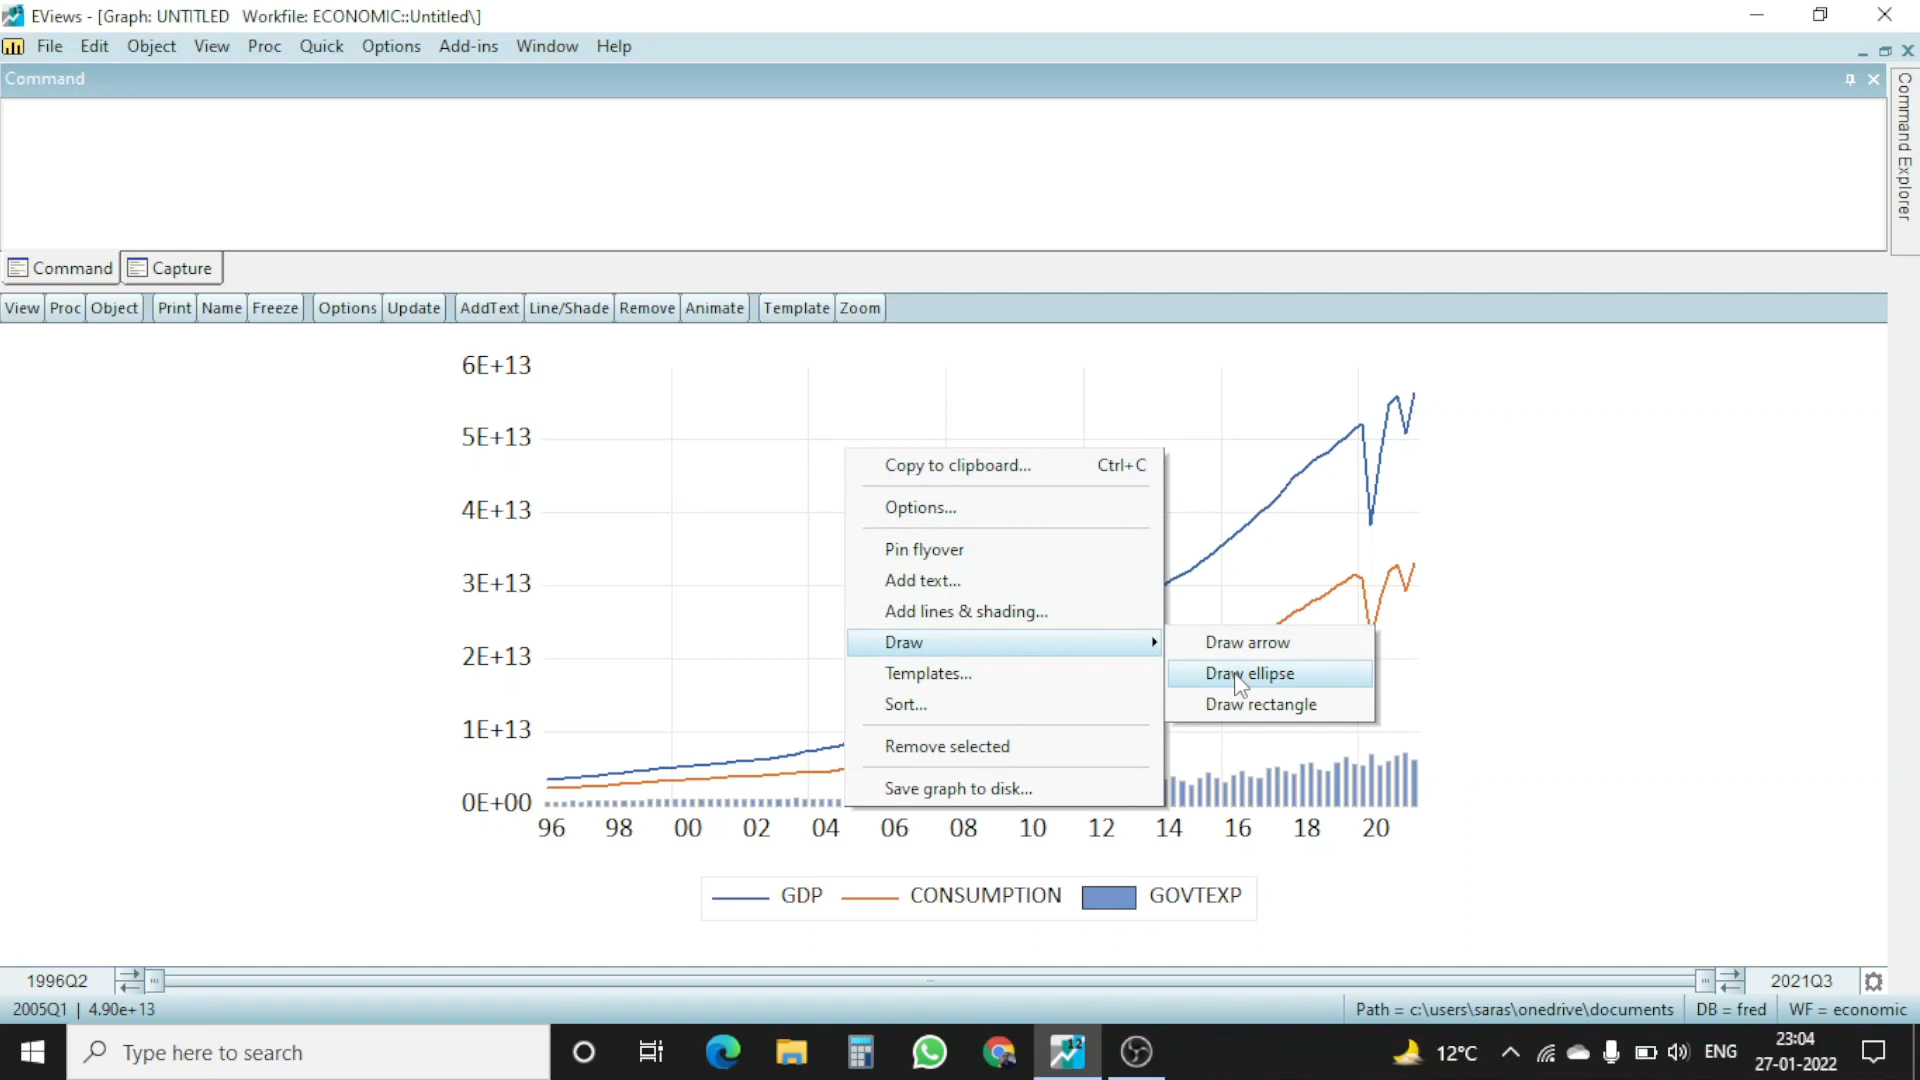 EViews - [Graph: UNTITLED   Workfile: ECONOMIC::Untitled\]
File Edit Object View Proc Quick Options Add-ins Window Help
Command
Command Explorer
Command Capture
View Proc Object Print Name Freeze Options Update AddText Line/Shade Remove Animate Template Zoom
6E+13
5E+13
4E+13
3E+13
2E+13
1E+13
0E+00
96 98 00 02 04 06 08 10 12 14 16 18 20
Copy to clipboard... Ctrl+C
Options...
Pin flyover
Add text...
Add lines & shading...
Draw
Templates...
Sort...
Remove selected
Save graph to disk...
Draw arrow
Draw ellipse
Draw rectangle
GDP CONSUMPTION GOVTEXP
1996Q2 2021Q3
2005Q1 | 4.90e+13 Path = c:\users\saras\onedrive\documents DB = fred WF = economic
Type here to search
12
12°C
ENG
23:04
27-01-2022